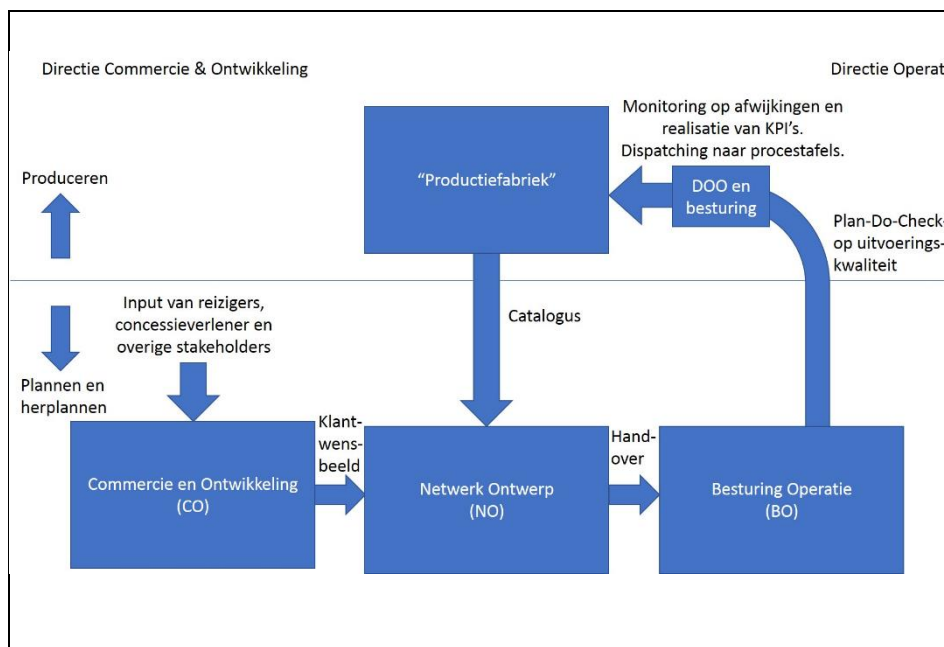 Directie Commercie & Ontwikkeling
Directie Operat
Monitoring op afwijkingen en
realisatie van KPI's.
Dispatching naar procestafels.
"Productiefabriek"
Produceren
DOO en
besturing
Plan-Do-Check-
op uitvoerings-
kwaliteit
Input van reizigers,
concessieverlener en
overige stakeholders
Catalogus
Plannen en
herplannen
Klant-
wens-
beeld
Hand-
over
Commercie en Ontwikkeling
(CO)
Netwerk Ontwerp
(NO)
Besturing Operatie
(BO)